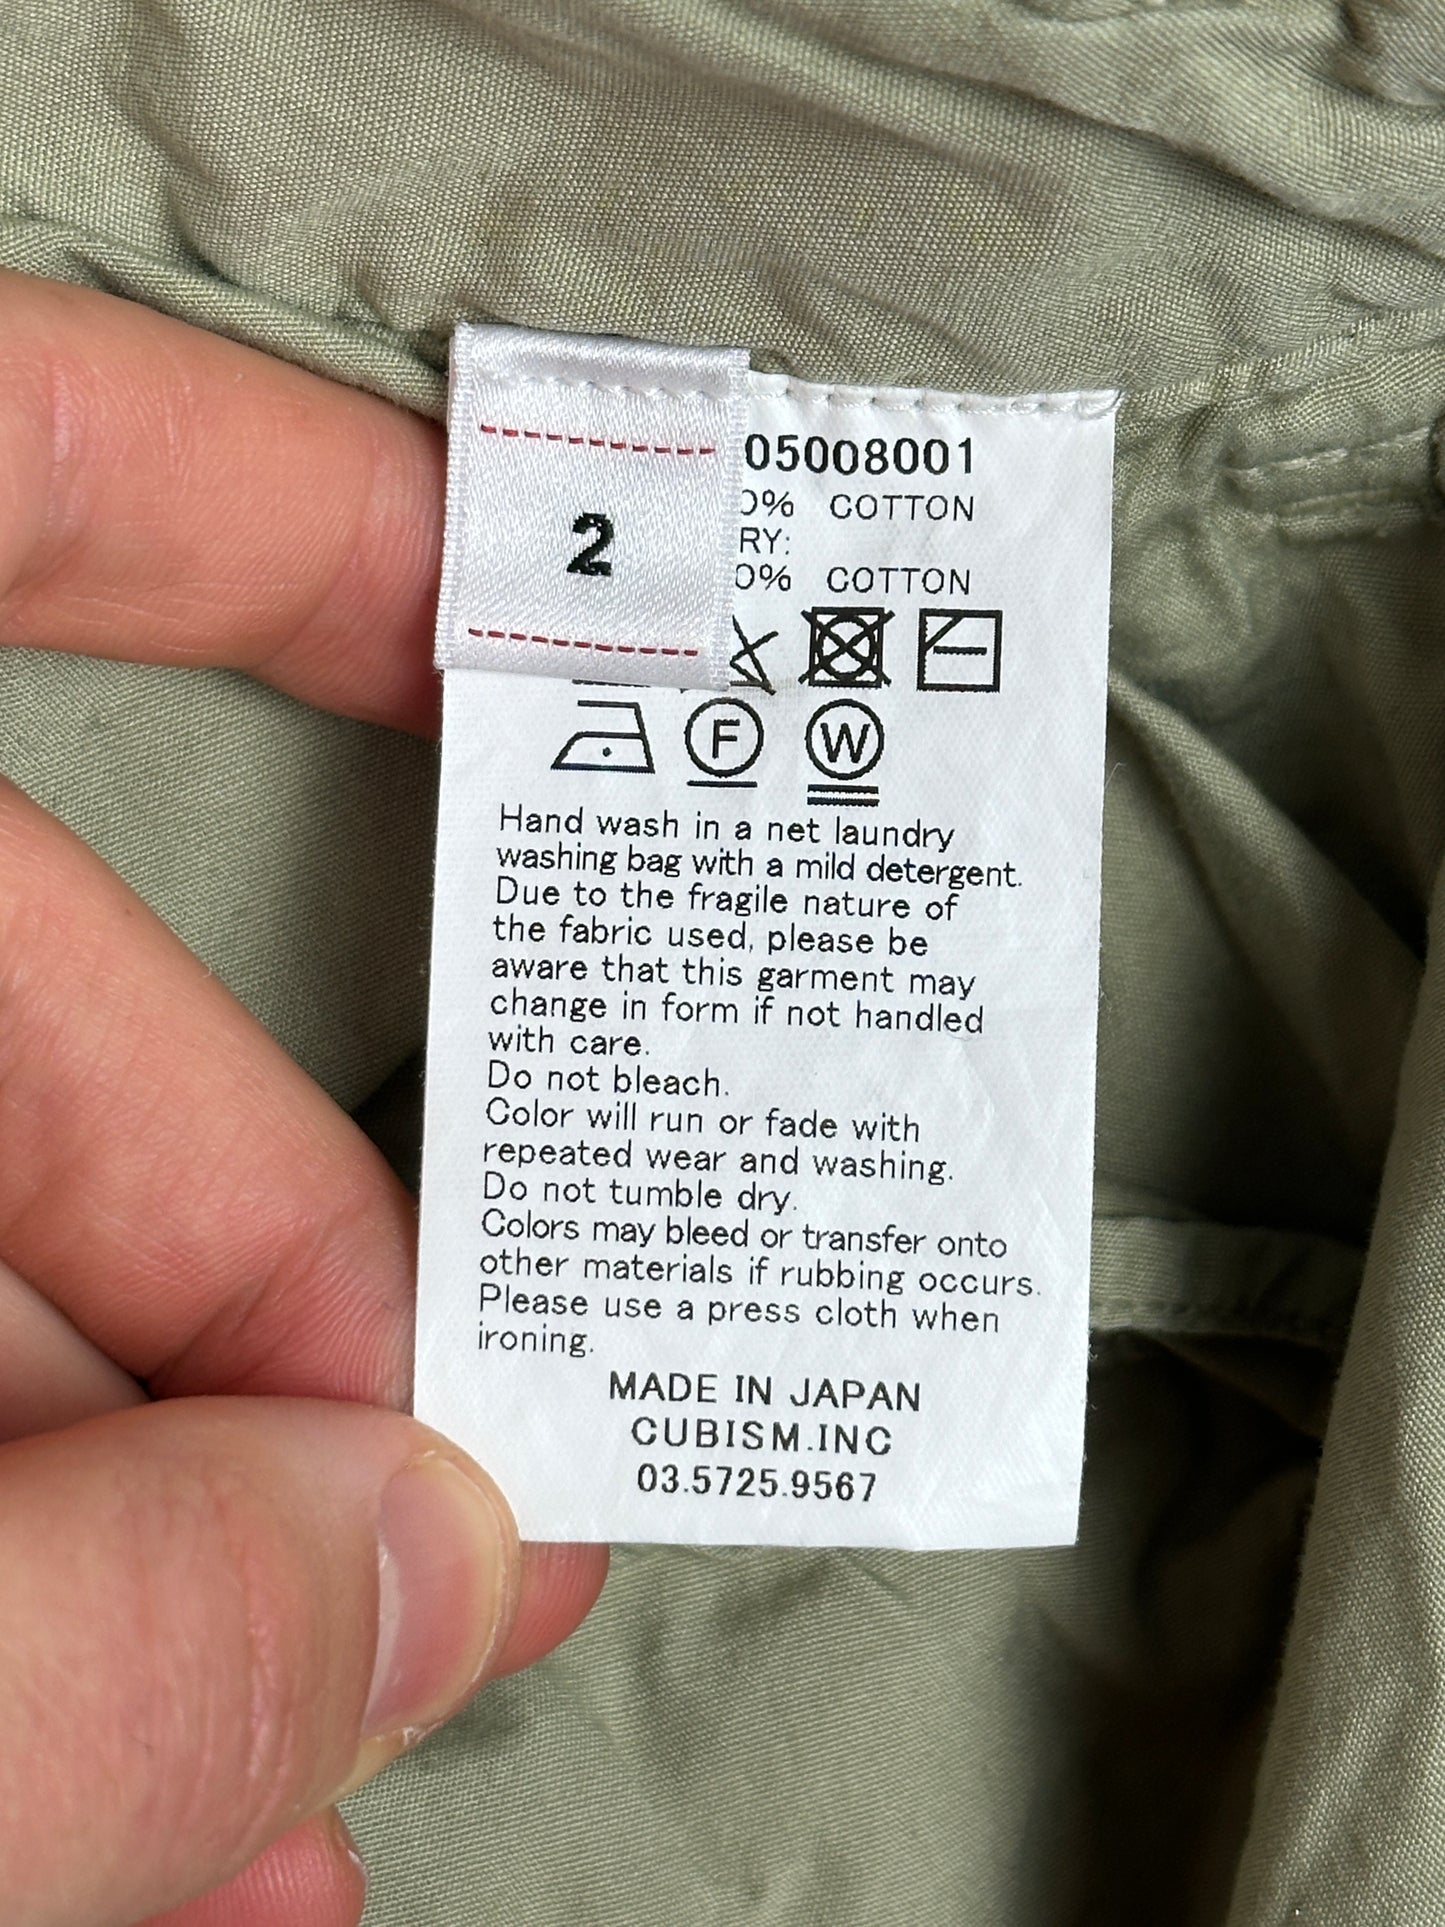 05008001
2
0% COTTON
RY:
0% COTTON
F W
Hand wash in a net laundry
washing bag with a mild detergent.
Due to the fragile nature of
the fabric used, please be
aware that this garment may
change in form if not handled
with care.
Do not bleach.
Color will run or fade with
repeated wear and washing.
Do not tumble dry.
Colors may bleed or transfer onto
other materials if rubbing occurs.
Please use a press cloth when
ironing.
MADE IN JAPAN
CUBISM.INC
03.5725.9567